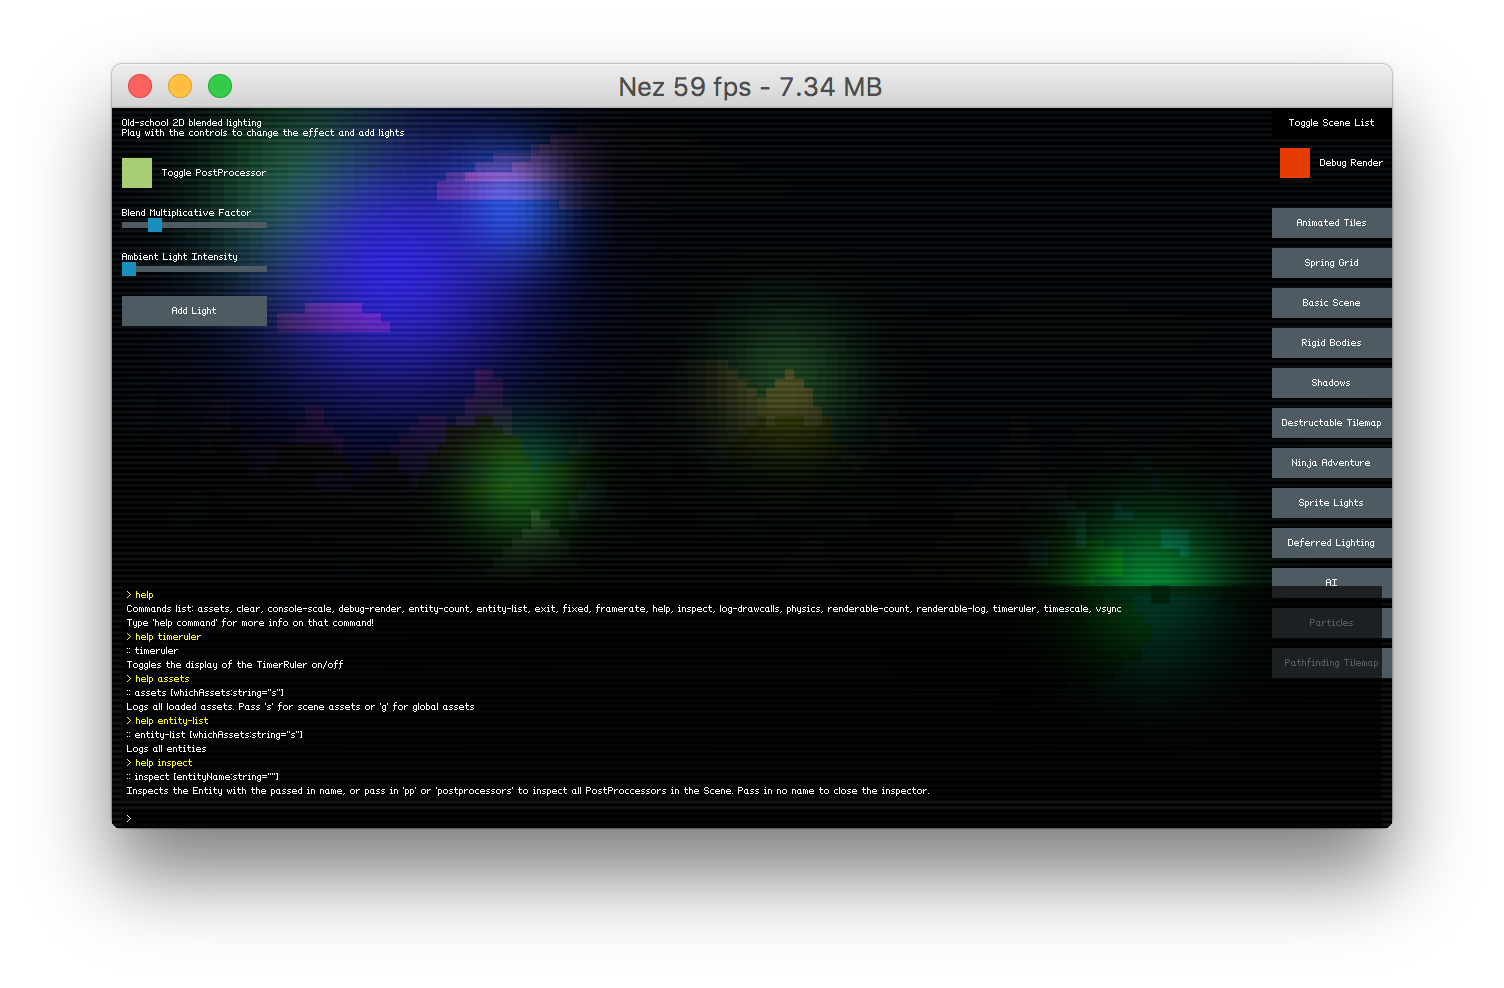 Nez 59 fps - 7.34 MB
Old-school 2D blended lighting
Play with the controls to change the effect and add lights
Toggle PostProcessor
Blend Multiplicative Factor
Ambient Light Intensity
Add Light
Toggle Scene List
Debug Render
Animated Tiles
Spring Grid
Basic Scene
Rigid Bodies
Shadows
Destructable Tilemap
Ninja Adventure
Sprite Lights
Deferred Lighting
AI
Particles
Pathfinding Tilemap
> help
Commands list: assets, clear, console-scale, debug-render, entity-count, entity-list, exit, fixed, framerate, help, inspect, log-drawcalls, physics, renderable-count, renderable-log, timeruler, timescale, vsync
Type 'help command' for more info on that command!
> help timeruler
:: timeruler
Toggles the display of the TimerRuler on/off
> help assets
:: assets [whichAssets:string="s"]
Logs all loaded assets. Pass 's' for scene assets or 'g' for global assets
> help entity-list
:: entity-list [whichAssets:string="s"]
Logs all entities
> help inspect
:: inspect [entityName:string=""]
Inspects the Entity with the passed in name, or pass in 'pp' or 'postprocessors' to inspect all PostProccessors in the Scene. Pass in no name to close the inspector.
>